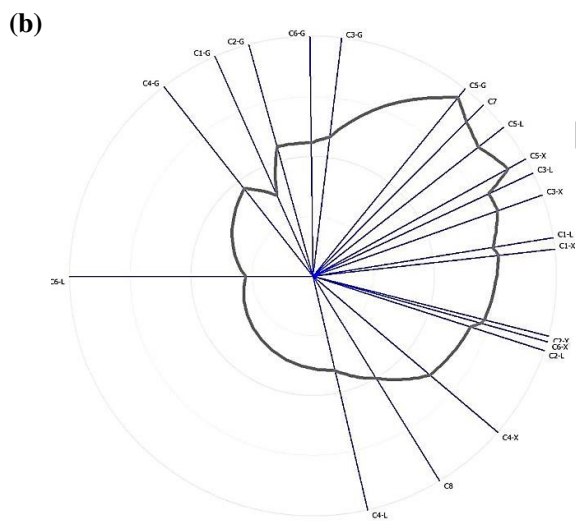 (b)
C6-G
C3-G
C2-G
C1-G
C4-G
C5-G
C7
C5-L
C5-X
C3-L
C3-X
C1-L
C1-X
C6-L
C2-X
C6-X
C2-L
C4-X
C8
C4-L